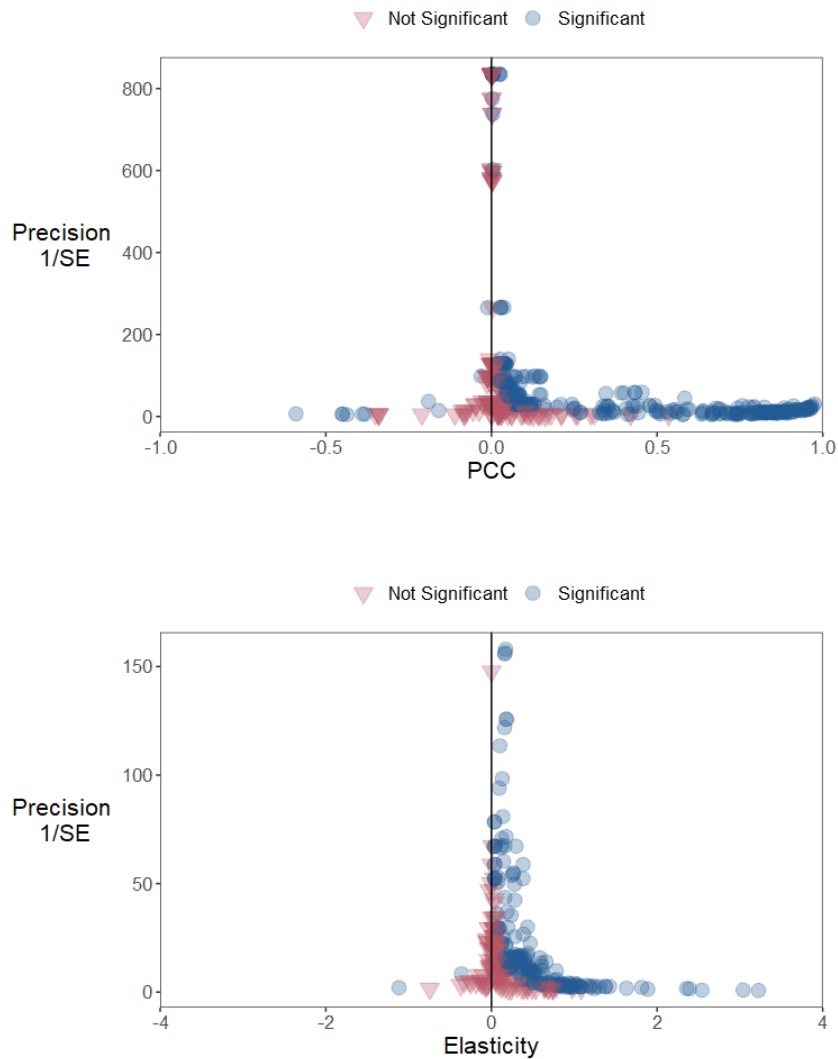 Not Significant Significant
800
600
Precision
1/SE
400
200
0
-1.0 -0.5 0.0 0.5 1.0
PCC
Not Significant Significant
150
100
Precision
1/SE
50
0
-4 -2 0 2 4
Elasticity